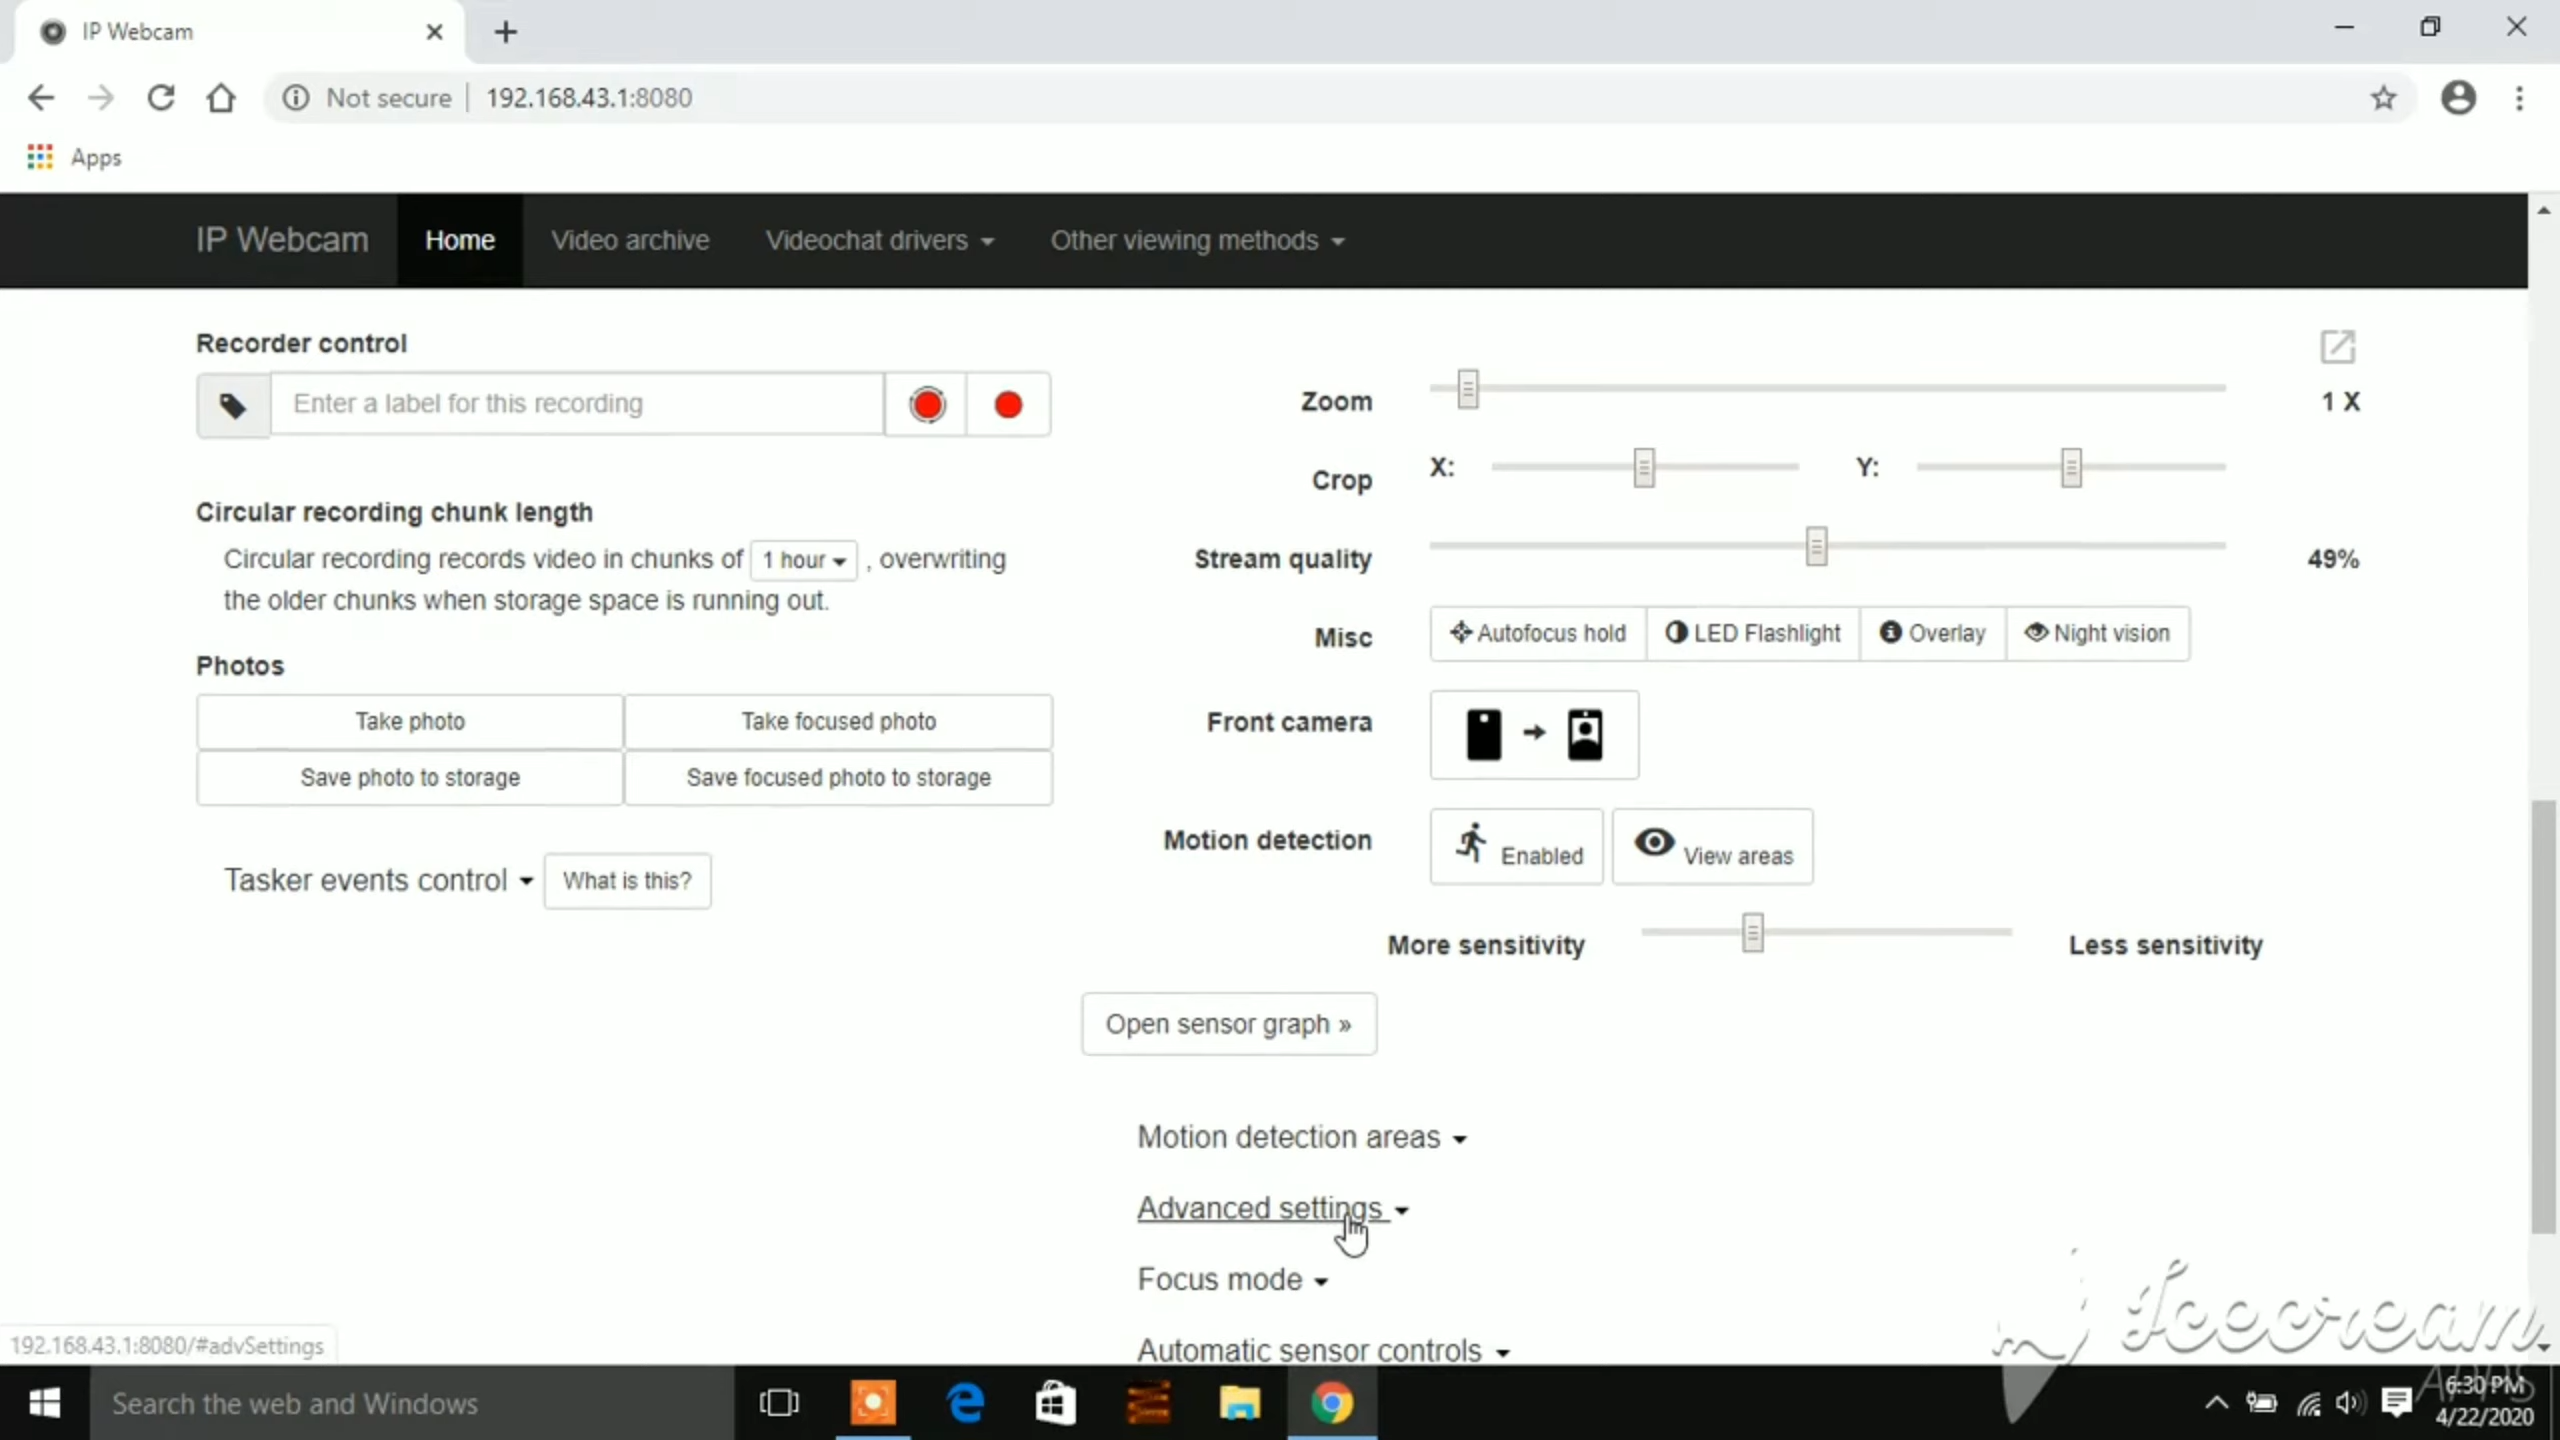 IP Webcam
Not secure | 192.168.43.1:8080
Apps
IP Webcam Home Video archive Videochat drivers Other viewing methods
Recorder control
Enter a label for this recording
Circular recording chunk length
Circular recording records video in chunks of 1 hour , overwriting
the older chunks when storage space is running out.
Photos
Take photo Take focused photo
Save photo to storage Save focused photo to storage
Tasker events control What is this?
Zoom 1 X
Crop X: Y:
Stream quality 49%
Misc Autofocus hold LED Flashlight Overlay Night vision
Front camera
Motion detection Enabled View areas
More sensitivity Less sensitivity
Open sensor graph »
Motion detection areas
Advanced settings
Focus mode
Automatic sensor controls
192.168.43.1:8080/#advSettings
Icecream
APPS
Search the web and Windows
6:30 PM
4/22/2020